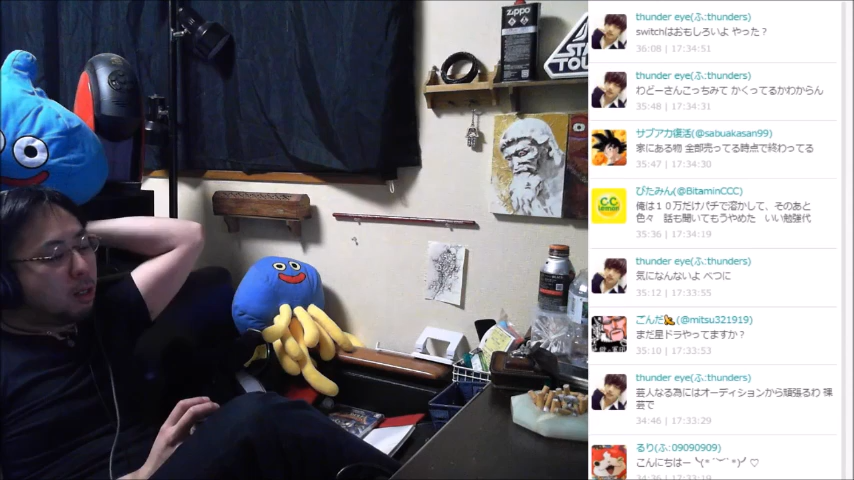 zippo
STA
TOU
thunder eye(ふ:thunders)
switchはおもしろいよ やった？
36:08 | 17:34:51
thunder eye(ふ:thunders)
わどーさんこっちみて かくってるかわからん
35:48 | 17:34:31
サブアカ復活(@sabuakasan99)
家にある物 全部売ってる時点で終わってる
35:47 | 17:34:30
びたみん(@BitaminCCC)
俺は１０万だけパチで溶かして、そのあと
色々　話も聞いてもうやめた　いい勉強代
35:36 | 17:34:19
thunder eye(ふ:thunders)
気になんないよ べつに
35:12 | 17:33:55
ごんだ(@mitsu321919)
まだ星ドラやってますか？
35:10 | 17:33:53
thunder eye(ふ:thunders)
芸人なる為にはオーディションから頑張るわ 裸
芸で
34:46 | 17:33:29
るり(ふ:09090909)
こんにちはー
34:36 | 17:33:19